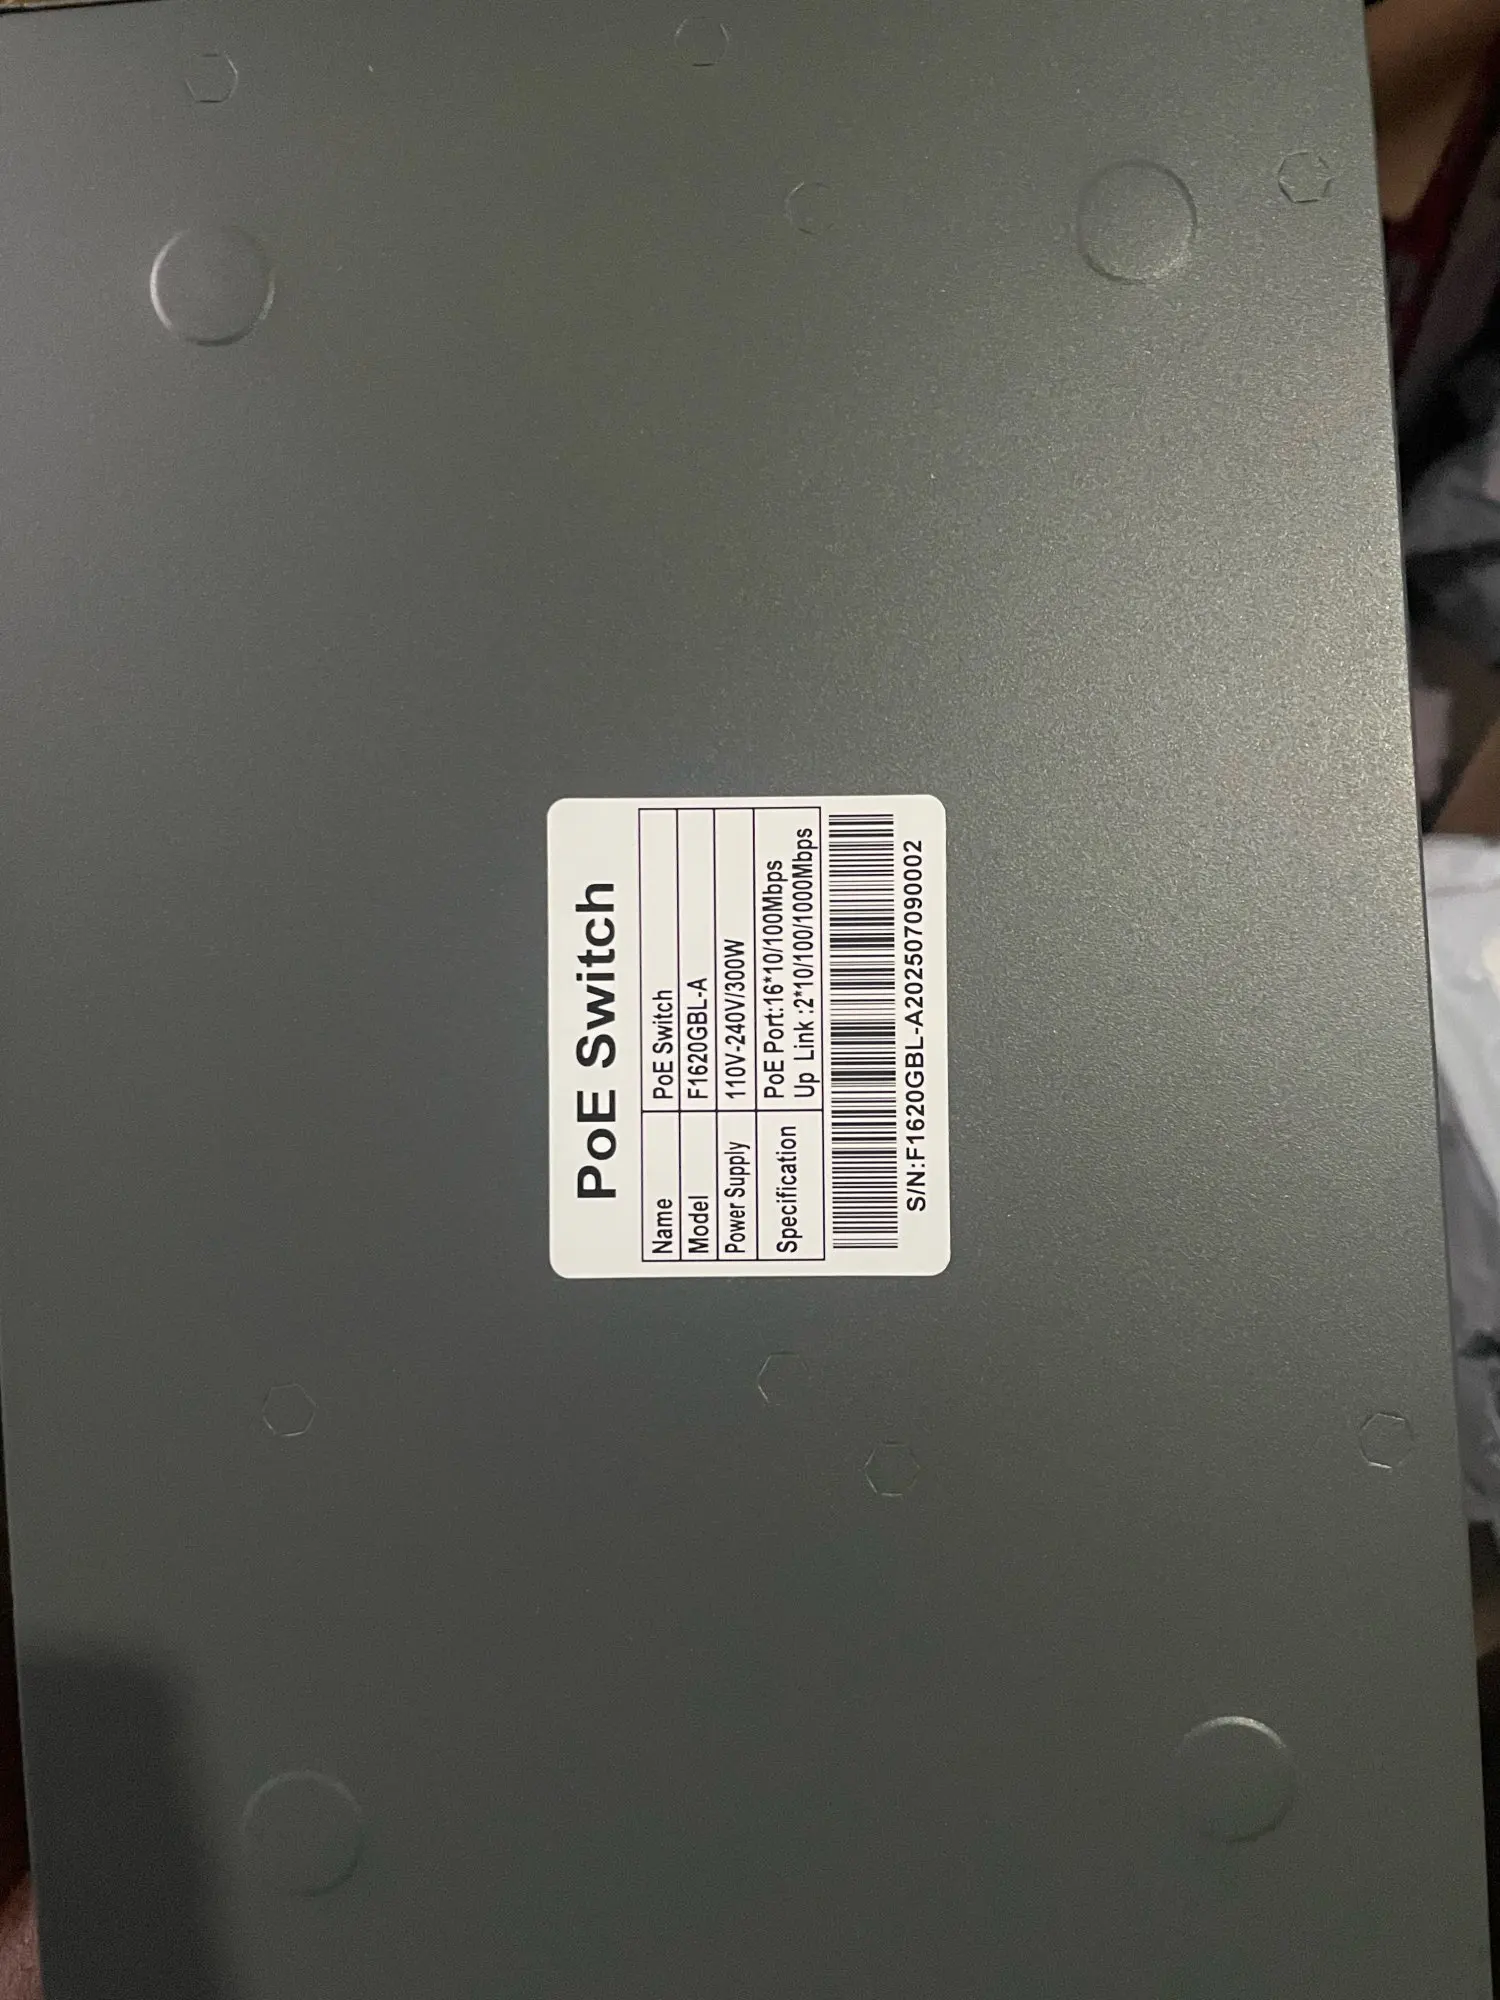 PoE Switch
Name PoE Switch
Model F1620GBL-A
Power Supply 110V-240V/300W
Specification PoE Port:16*10/100Mbps
Up Link :2*10/100/1000Mbps
S/N:F1620GBL-A202507090002